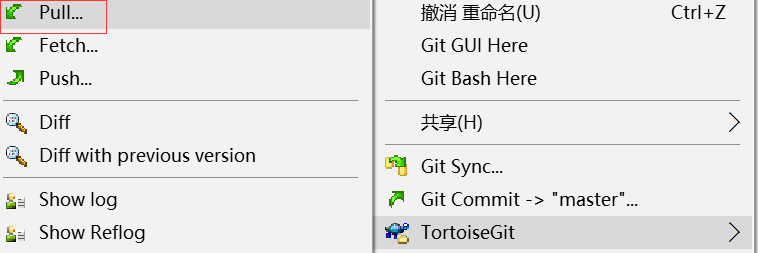 Pull...
Fetch...
Push...
Diff
Diff with previous version
Show log
Show Reflog
撤消 重命名(U) Ctrl+Z
Git GUI Here
Git Bash Here
共享(H)
Git Sync...
Git Commit -> "master"...
TortoiseGit